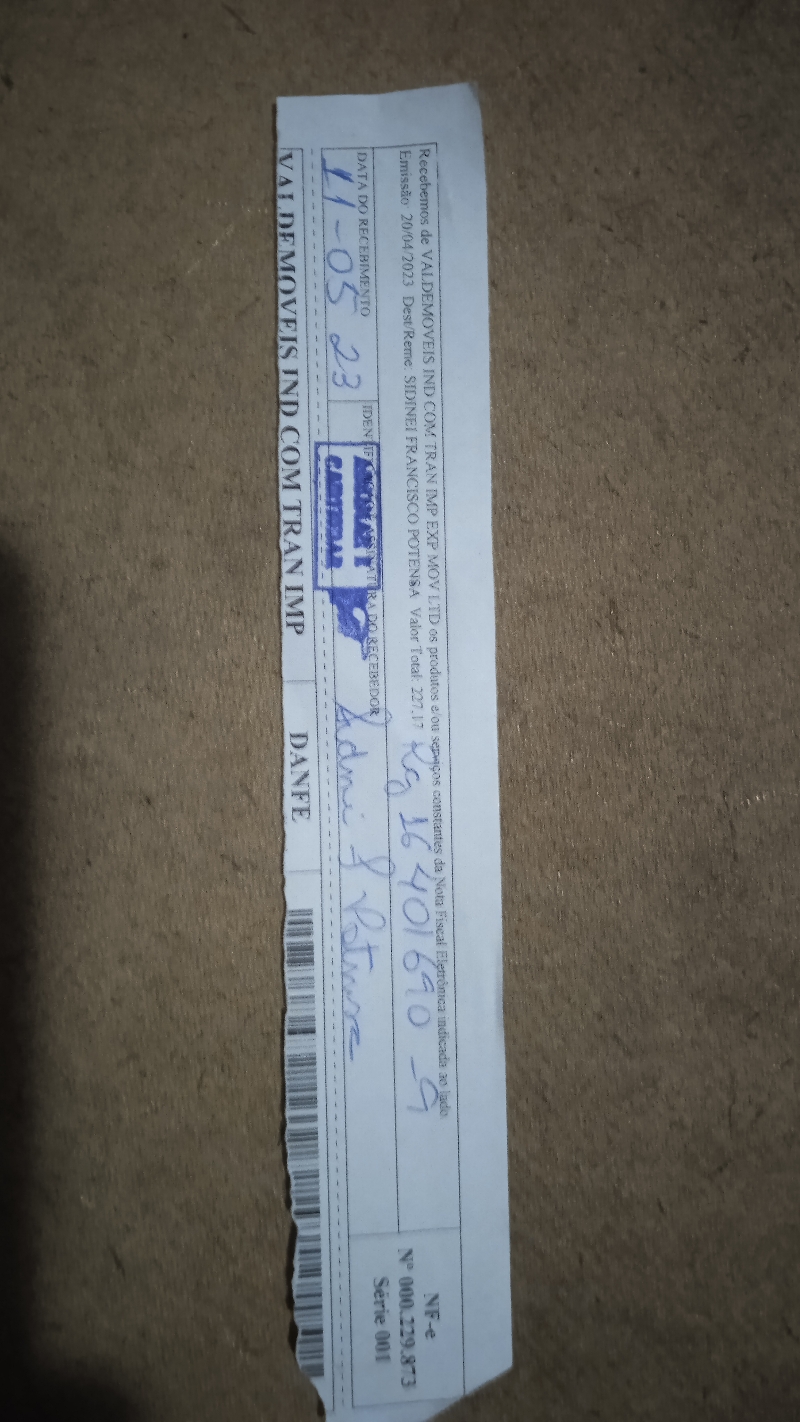 Recebemos de VALDEMOVEIS IND COM TRAN IMP EXP MOV LTD os produtos e/ou serviços constantes da Nota Fiscal Eletrônica indicada ao lado.
Emissão: 20/04/2023 Dest/Reme: SIDINEI FRANCISCO POTENSA Valor Total: 227,17
Rg 16 401 690 - 9
NF-e
Nº 000.229.873
Série 001
DATA DO RECEBIMENTO
11-05 23
RA DO RECEBEDOR
VALDEMOVEIS IND COM TRAN IMP
DANFE